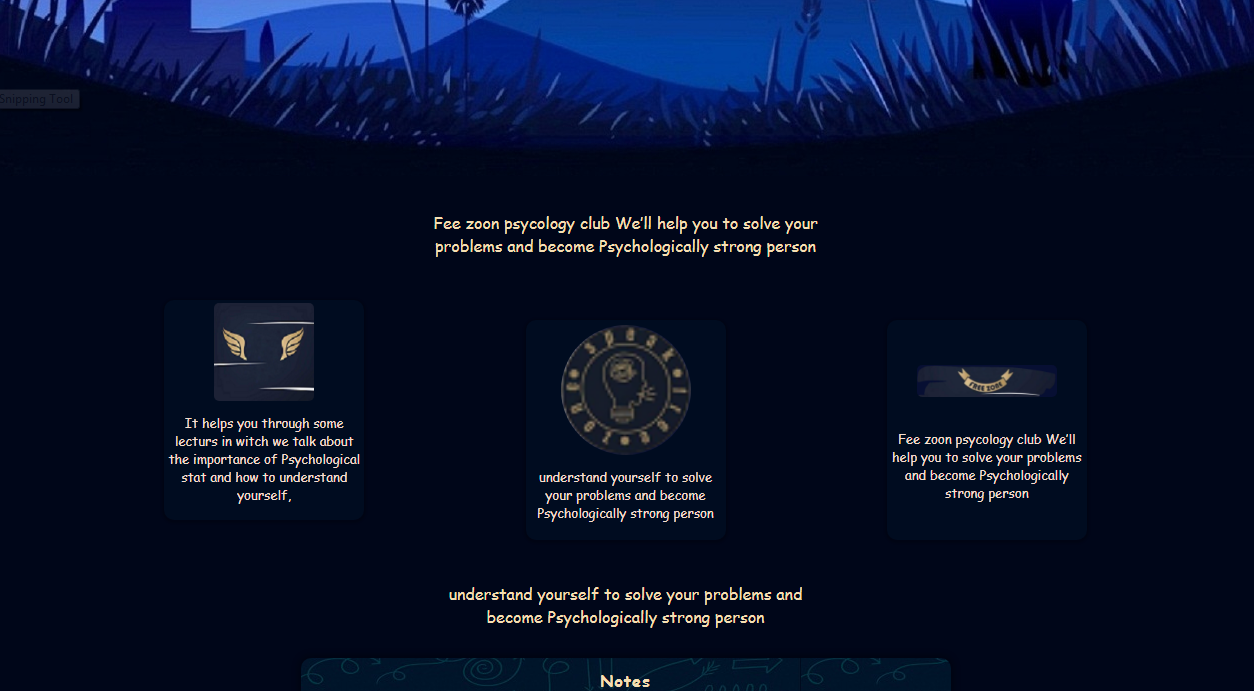 Snipping Tool
Fee zoon psycology club We'll help you to solve your
problems and become Psychologically strong person
It helps you through some
lecturs in witch we talk about
the importance of Psychological
stat and how to understand
yourself,
speak
free zone
understand yourself to solve
your problems and become
Psychologically strong person
FREE ZONE
Fee zoon psycology club We'll
help you to solve your problems
and become Psychologically
strong person
understand yourself to solve your problems and
become Psychologically strong person
Notes